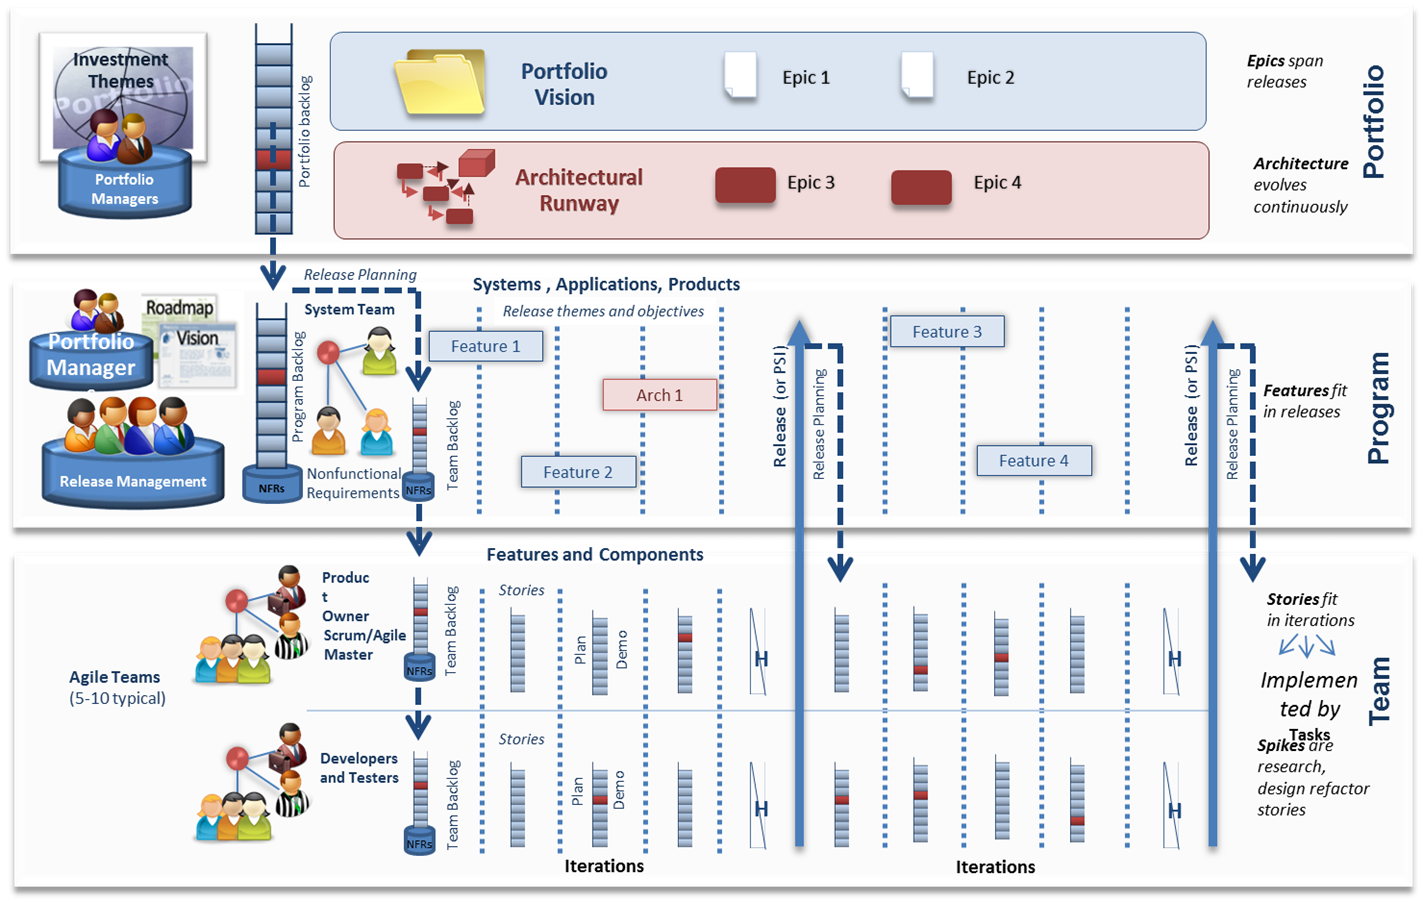 Investment
Themes
Portfolio
Portfolio
Managers
Portfolio backlog
Portfolio
Vision
Epic 1
Epic 2
Epics span
releases
Architectural
Runway
Epic 3
Epic 4
Architecture
evolves
continuously
Portfolio
Release Planning
Systems , Applications, Products
Release themes and objectives
Roadmap
Vision
Portfolio
Manager
Release Management
Program Backlog
NFRs
System Team
Nonfunctional
Requirements
Team Backlog
NFRs
Feature 1
Arch 1
Feature 2
Release (or PSI)
Release Planning
Feature 3
Feature 4
Release (or PSI)
Release Planning
Features fit
in releases
Program
Features and Components
Agile Teams
(5-10 typical)
Produc
t
Owner
Scrum/Agile
Master
Team Backlog
NFRs
Stories
Plan
Demo
H
H
Stories fit
in iterations
Implemen
ted by
Tasks
Team
Developers
and Testers
Team Backlog
NFRs
Stories
Plan
Demo
H
H
Spikes are
research,
design refactor
stories
Iterations
Iterations